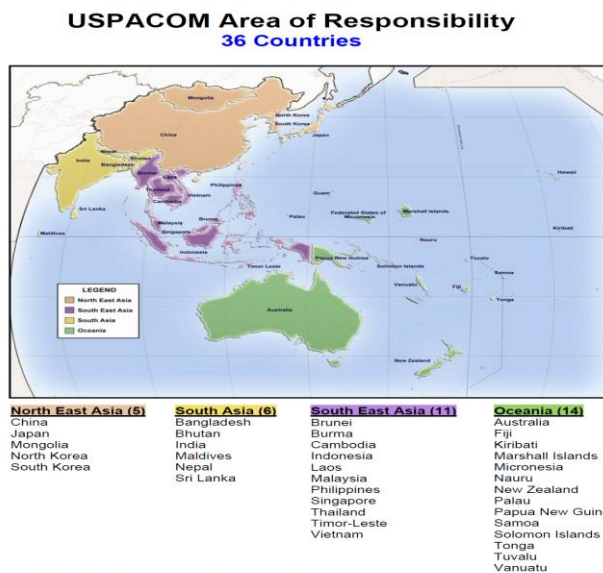 USPACOM Area of Responsibility
36 Countries
Mongolia
China
North Korea
South Korea
Japan
Nepal
Bhutan
India
Bangladesh
Burma
Laos
Thailand
Vietnam
Cambodia
Philippines
Sri Lanka
Maldives
Malaysia
Brunei
Singapore
Indonesia
Timor Leste
Guam
Palau
Federated States of
Micronesia
Marshall Islands
Hawaii
Nauru
Kiribati
Papua New Guinea
Solomon Islands
Tuvalu
Samoa
Vanuatu
Fiji
Tonga
Australia
New Zealand
LEGEND
North East Asia
South East Asia
South Asia
Oceania
North East Asia (5)
China
Japan
Mongolia
North Korea
South Korea
South Asia (6)
Bangladesh
Bhutan
India
Maldives
Nepal
Sri Lanka
South East Asia (11)
Brunei
Burma
Cambodia
Indonesia
Laos
Malaysia
Philippines
Singapore
Thailand
Timor-Leste
Vietnam
Oceania (14)
Australia
Fiji
Kiribati
Marshall Islands
Micronesia
Nauru
New Zealand
Palau
Papua New Guin
Samoa
Solomon Islands
Tonga
Tuvalu
Vanuatu